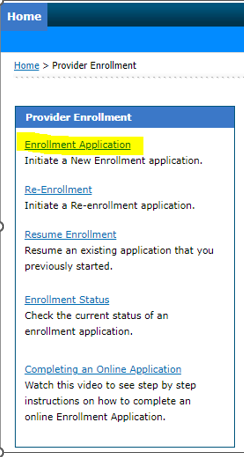 Home
Home > Provider Enrollment
Provider Enrollment
Enrollment Application
Initiate a New Enrollment application.
Re-Enrollment
Initiate a Re-enrollment application.
Resume Enrollment
Resume an existing application that you
previously started.
Enrollment Status
Check the current status of an
enrollment application.
Completing an Online Application
Watch this video to see step by step
instructions on how to complete an
online Enrollment Application.